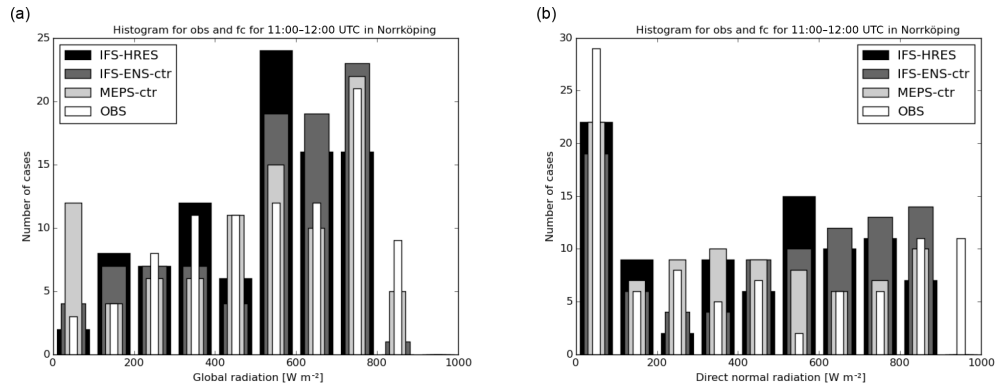 (a)
Histogram for obs and fc for 11:00–12:00 UTC in Norrköping
25
20
15
10
5
0
Number of cases
IFS-HRES
IFS-ENS-ctr
MEPS-ctr
OBS
0 200 400 600 800 1000
Global radiation [W m⁻²]
(b)
Histogram for obs and fc for 11:00–12:00 UTC in Norrköping
30
25
20
15
10
5
0
Number of cases
IFS-HRES
IFS-ENS-ctr
MEPS-ctr
OBS
0 200 400 600 800 1000
Direct normal radiation [W m⁻²]